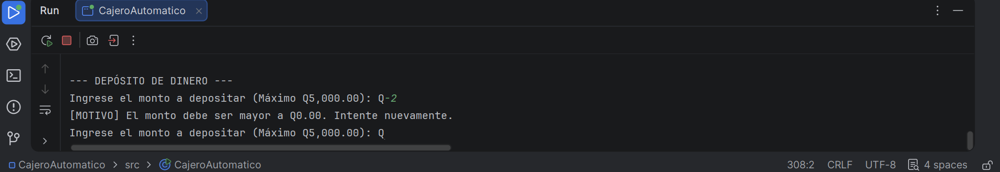 Run CajeroAutomatico
--- DEPÓSITO DE DINERO ---
Ingrese el monto a depositar (Máximo Q5,000.00): Q-2
[MOTIVO] El monto debe ser mayor a Q0.00. Intente nuevamente.
Ingrese el monto a depositar (Máximo Q5,000.00): Q
CajeroAutomatico > src > CajeroAutomatico 308:2 CRLF UTF-8 4 spaces